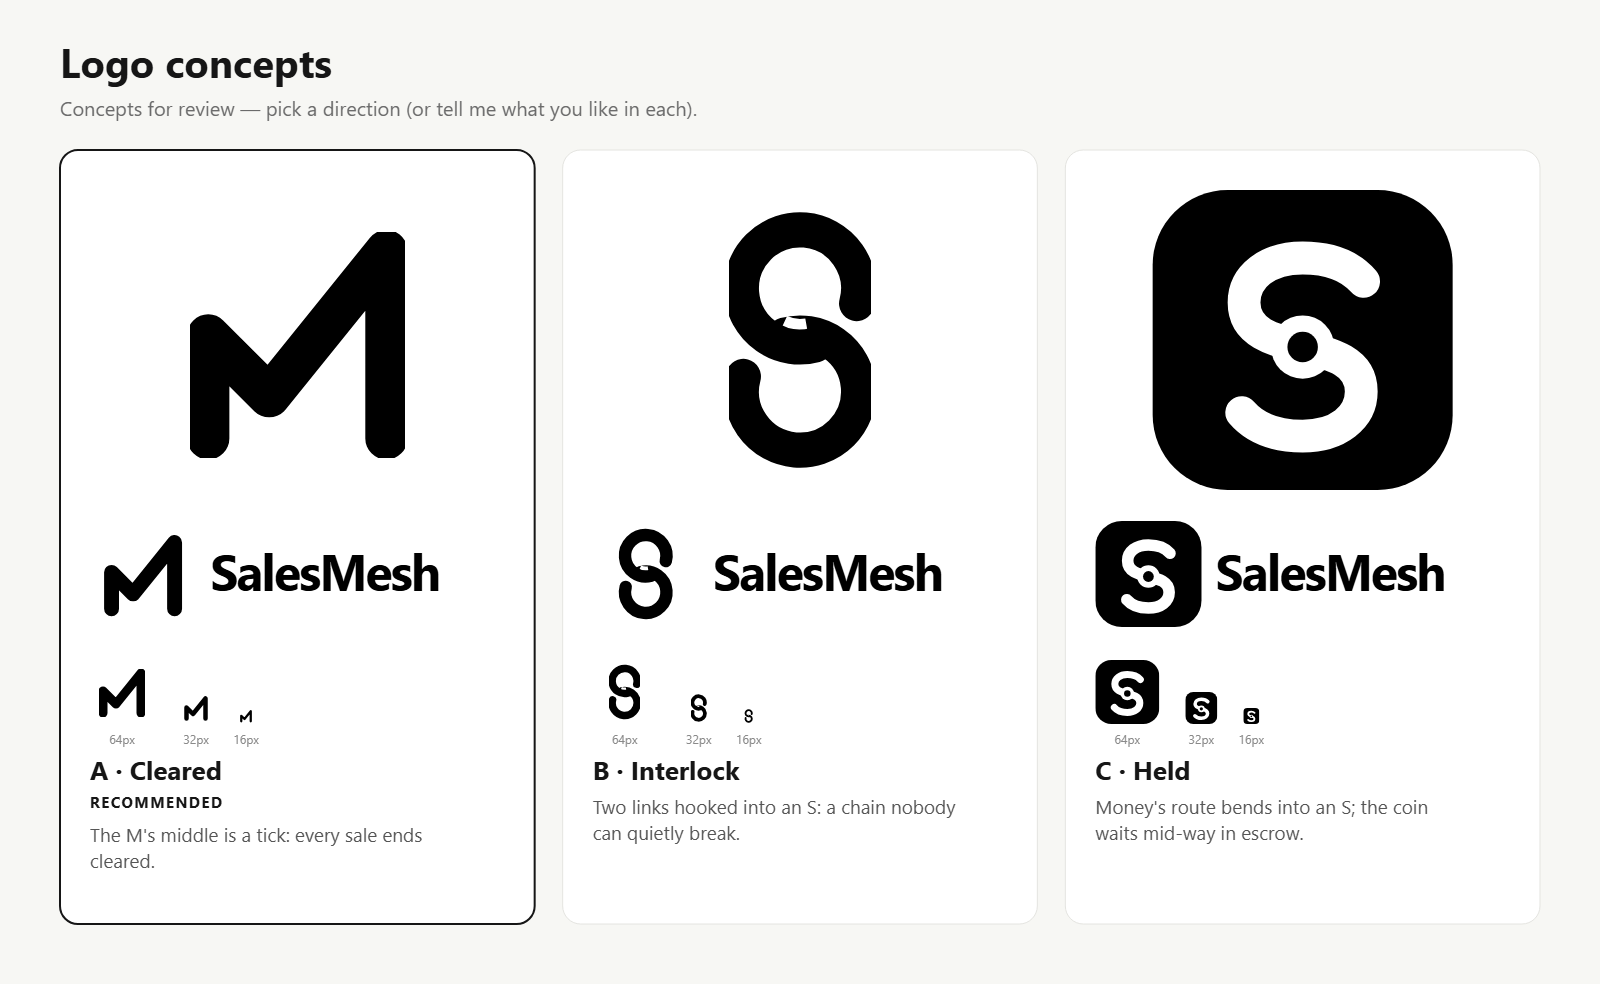 Logo concepts
Concepts for review — pick a direction (or tell me what you like in each).
SalesMesh
64px 32px 16px
A · Cleared
RECOMMENDED
The M's middle is a tick: every sale ends
cleared.
SalesMesh
64px 32px 16px
B · Interlock
Two links hooked into an S: a chain nobody
can quietly break.
SalesMesh
64px 32px 16px
C · Held
Money's route bends into an S; the coin
waits mid-way in escrow.